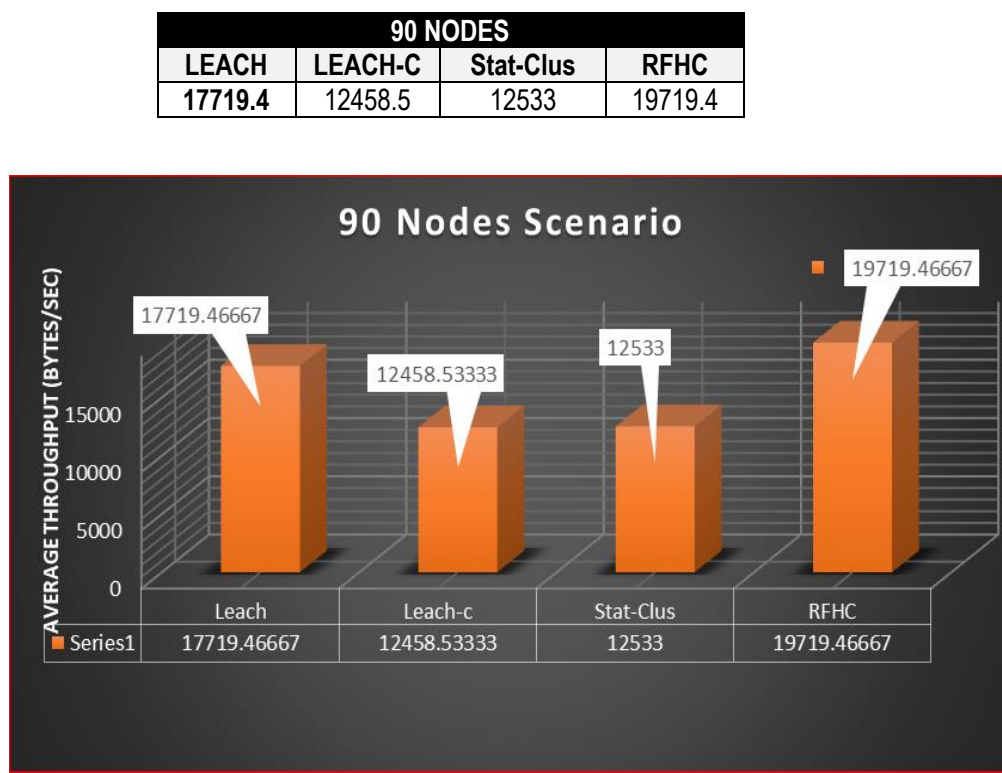 90 NODES
LEACH LEACH-C Stat-Clus RFHC
17719.4 12458.5 12533 19719.4
90 Nodes Scenario
AVERAGE THROUGHPUT (BYTES/SEC)
19719.46667
17719.46667
12533
12458.53333
15000
10000
5000
0
Leach Leach-c Stat-Clus RFHC
Series1 17719.46667 12458.53333 12533 19719.46667